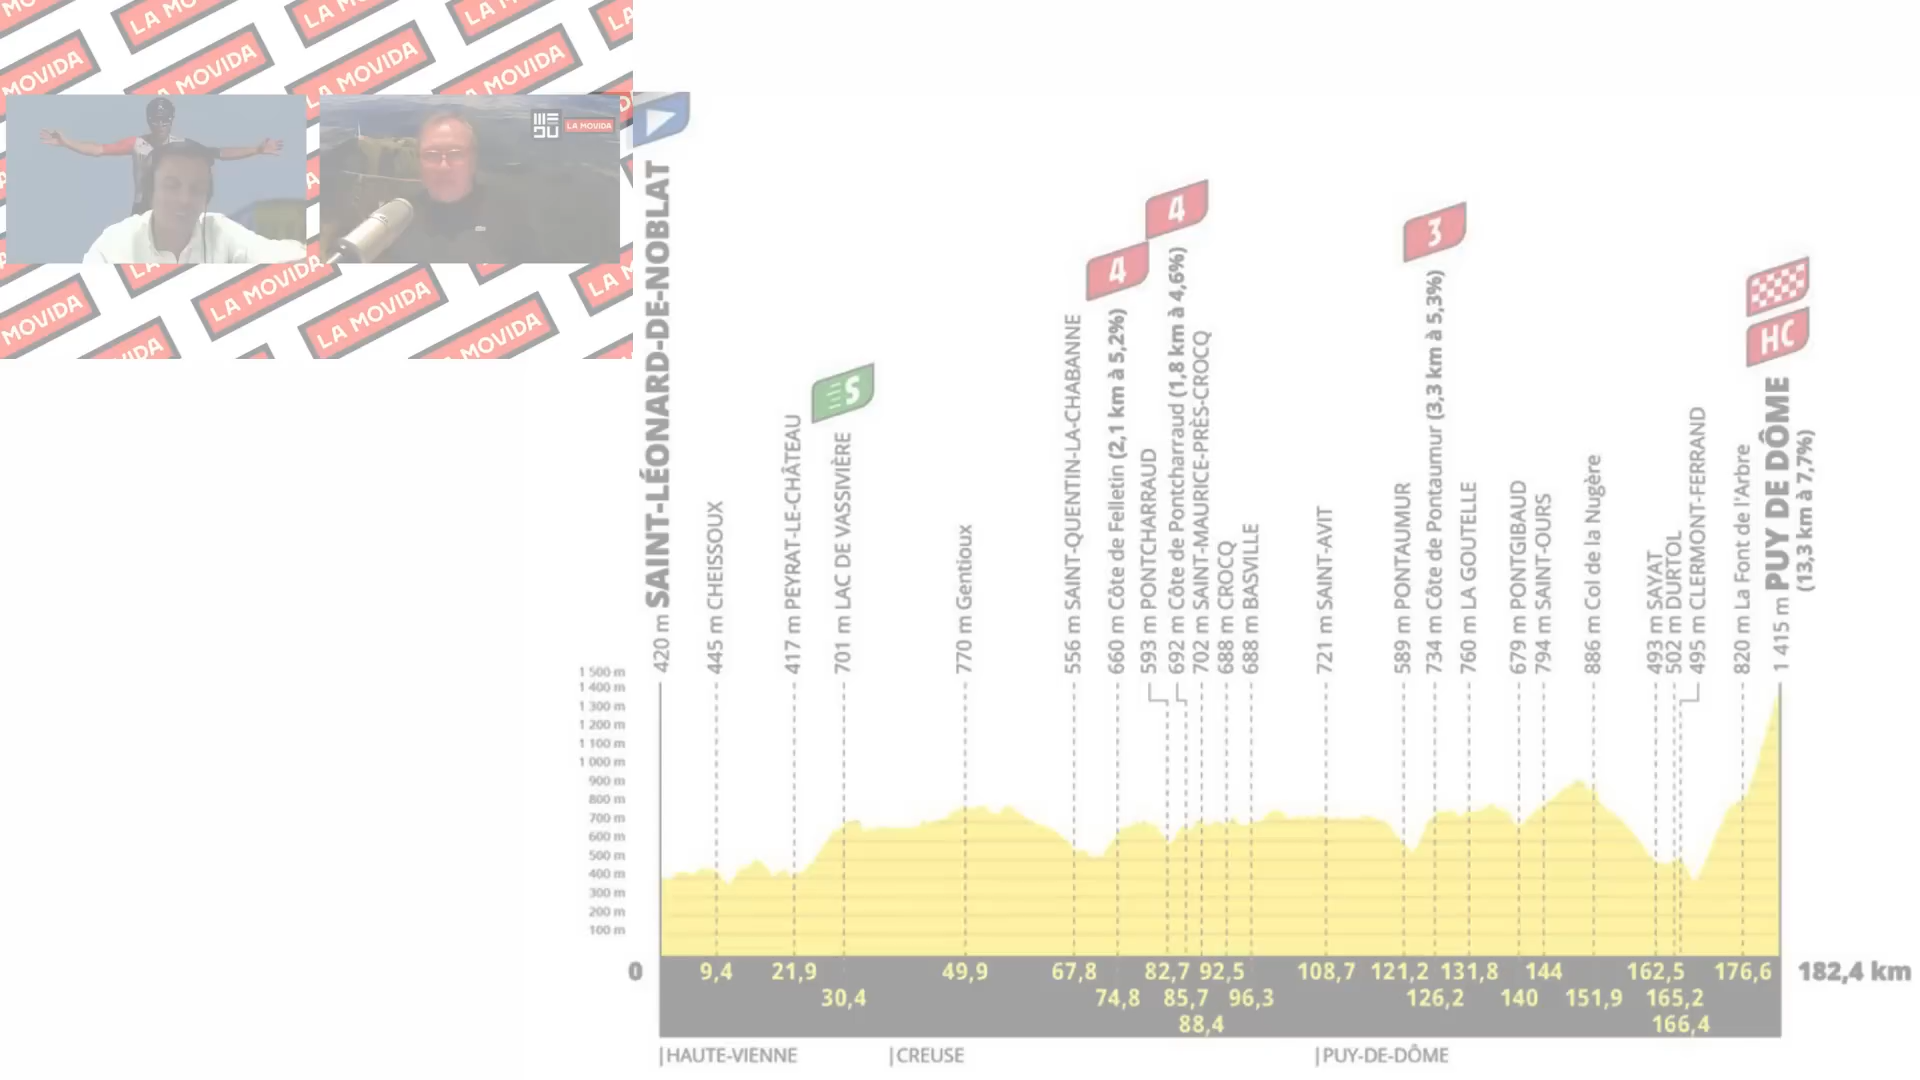 LA MOVIDA
LA MOVIDA
LA MOVIDA
LA MOVIDA
LA MOVIDA
LA MOVIDA
LA MOVIDA
LA MOVIDA
LA MOVIDA
LA MOVIDA
420 m SAINT-LÉONARD-DE-NOBLAT
445 m CHEISSOUX
417 m PEYRAT-LE-CHÂTEAU
S
701 m LAC DE VASSIVIÈRE
770 m Gentioux
556 m SAINT-QUENTIN-LA-CHABANNE
4
660 m Côte de Felletin (2,1 km à 5,2%)
593 m PONTCHARRAUD
4
692 m Côte de Pontcharraud (1,8 km à 4,6%)
702 m SAINT-MAURICE-PRÈS-CROCQ
688 m CROCQ
688 m BASVILLE
721 m SAINT-AVIT
589 m PONTAUMUR
3
734 m Côte de Pontaumur (3,3 km à 5,3%)
760 m LA GOUTELLE
679 m PONTGIBAUD
794 m SAINT-OURS
886 m Col de la Nugère
493 m SAYAT
502 m DURTOL
495 m CLERMONT-FERRAND
820 m La Font de l'Arbre
HC
1 415 m PUY DE DÔME
(13,3 km à 7,7%)
1 500 m
1 400 m
1 300 m
1 200 m
1 100 m
1 000 m
900 m
800 m
700 m
600 m
500 m
400 m
300 m
200 m
100 m
0 9,4 21,9 49,9 67,8 82,7 92,5 108,7 121,2 131,8 144 162,5 176,6 182,4 km
30,4 74,8 85,7 96,3 126,2 140 151,9 165,2
88,4 166,4
HAUTE-VIENNE CREUSE PUY-DE-DÔME